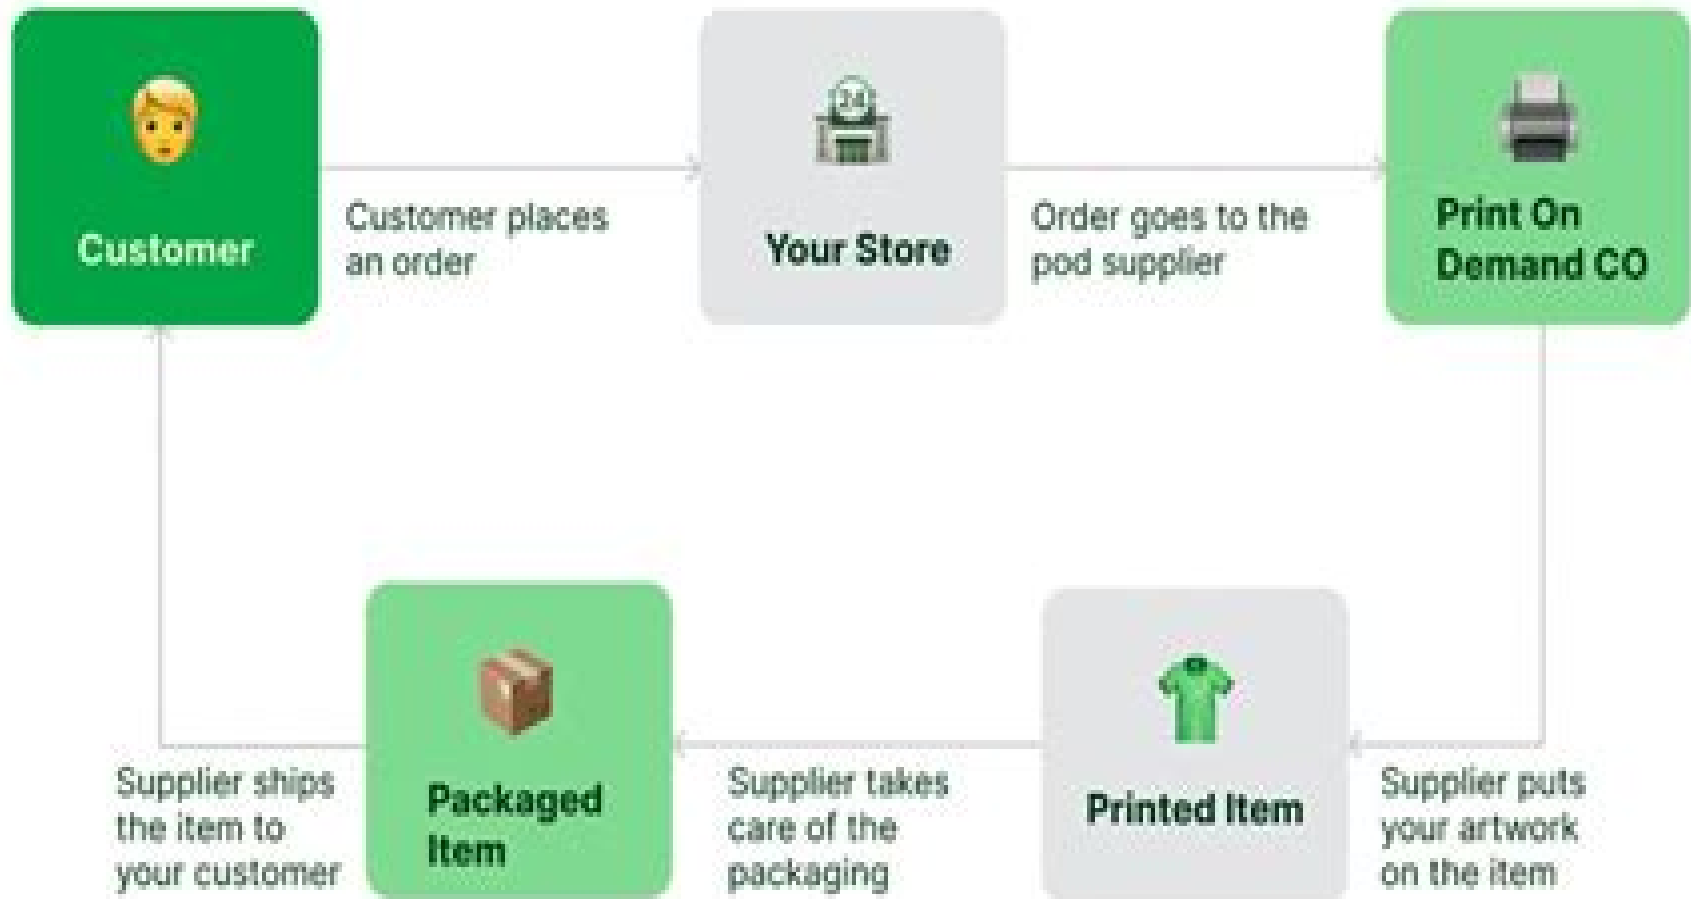 24
Customer
Customer places
an order
Your Store
Order goes to the
pod supplier
Print On
Demand CO
Supplier ships
the item to
your customer
Packaged
Item
Supplier takes
care of the
packaging
Printed Item
Supplier puts
your artwork
on the item